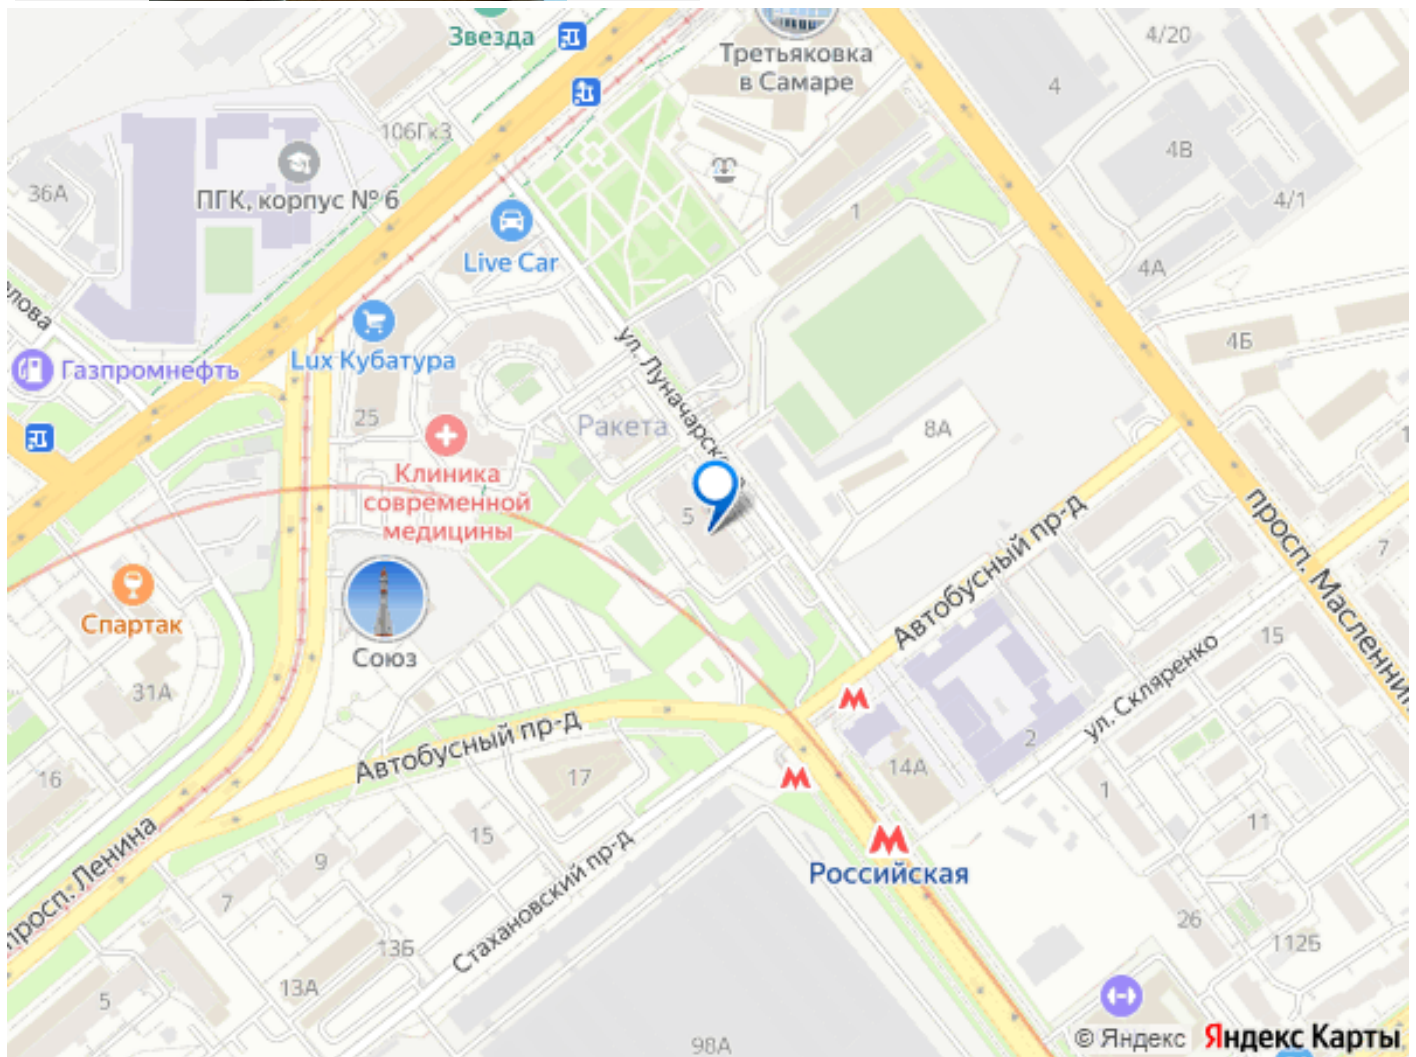 Звезда
Третьяковка
в Самаре
4/20
4
106Гк3
4В
36А
ПГК, корпус № 6
4/1
1
Live Car
4А
лова
Lux Кубатура
Газпромнефть
4Б
ул. Луначарско
25
Ракета
8А
Клиника
современной
медицины
5
просп. Масленник
7
Автобусный пр-д
Спартак
Союз
15
31А
ул. Скляренко
Автобусный пр-д
2
16
17
14А
1
просп. Ленина
15
11
9
Стахановский пр-д
Российская
7
26
13Б
112Б
13А
5
98А
© Яндекс Яндекс Карты